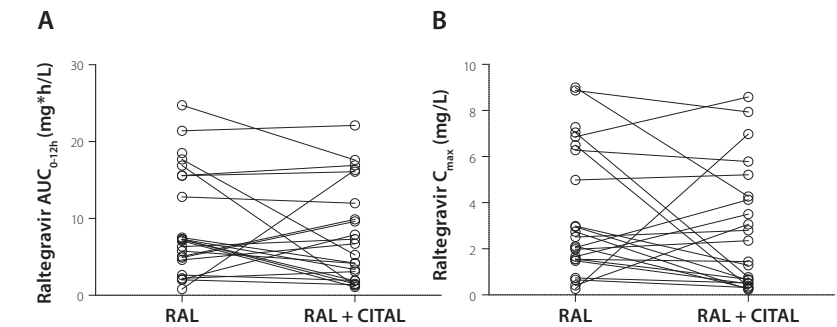 A
Raltegravir AUC0-12h (mg*h/L)
30
20
10
0
RAL
RAL + CITAL
B
Raltegravir Cmax (mg/L)
10
8
6
4
2
0
RAL
RAL + CITAL